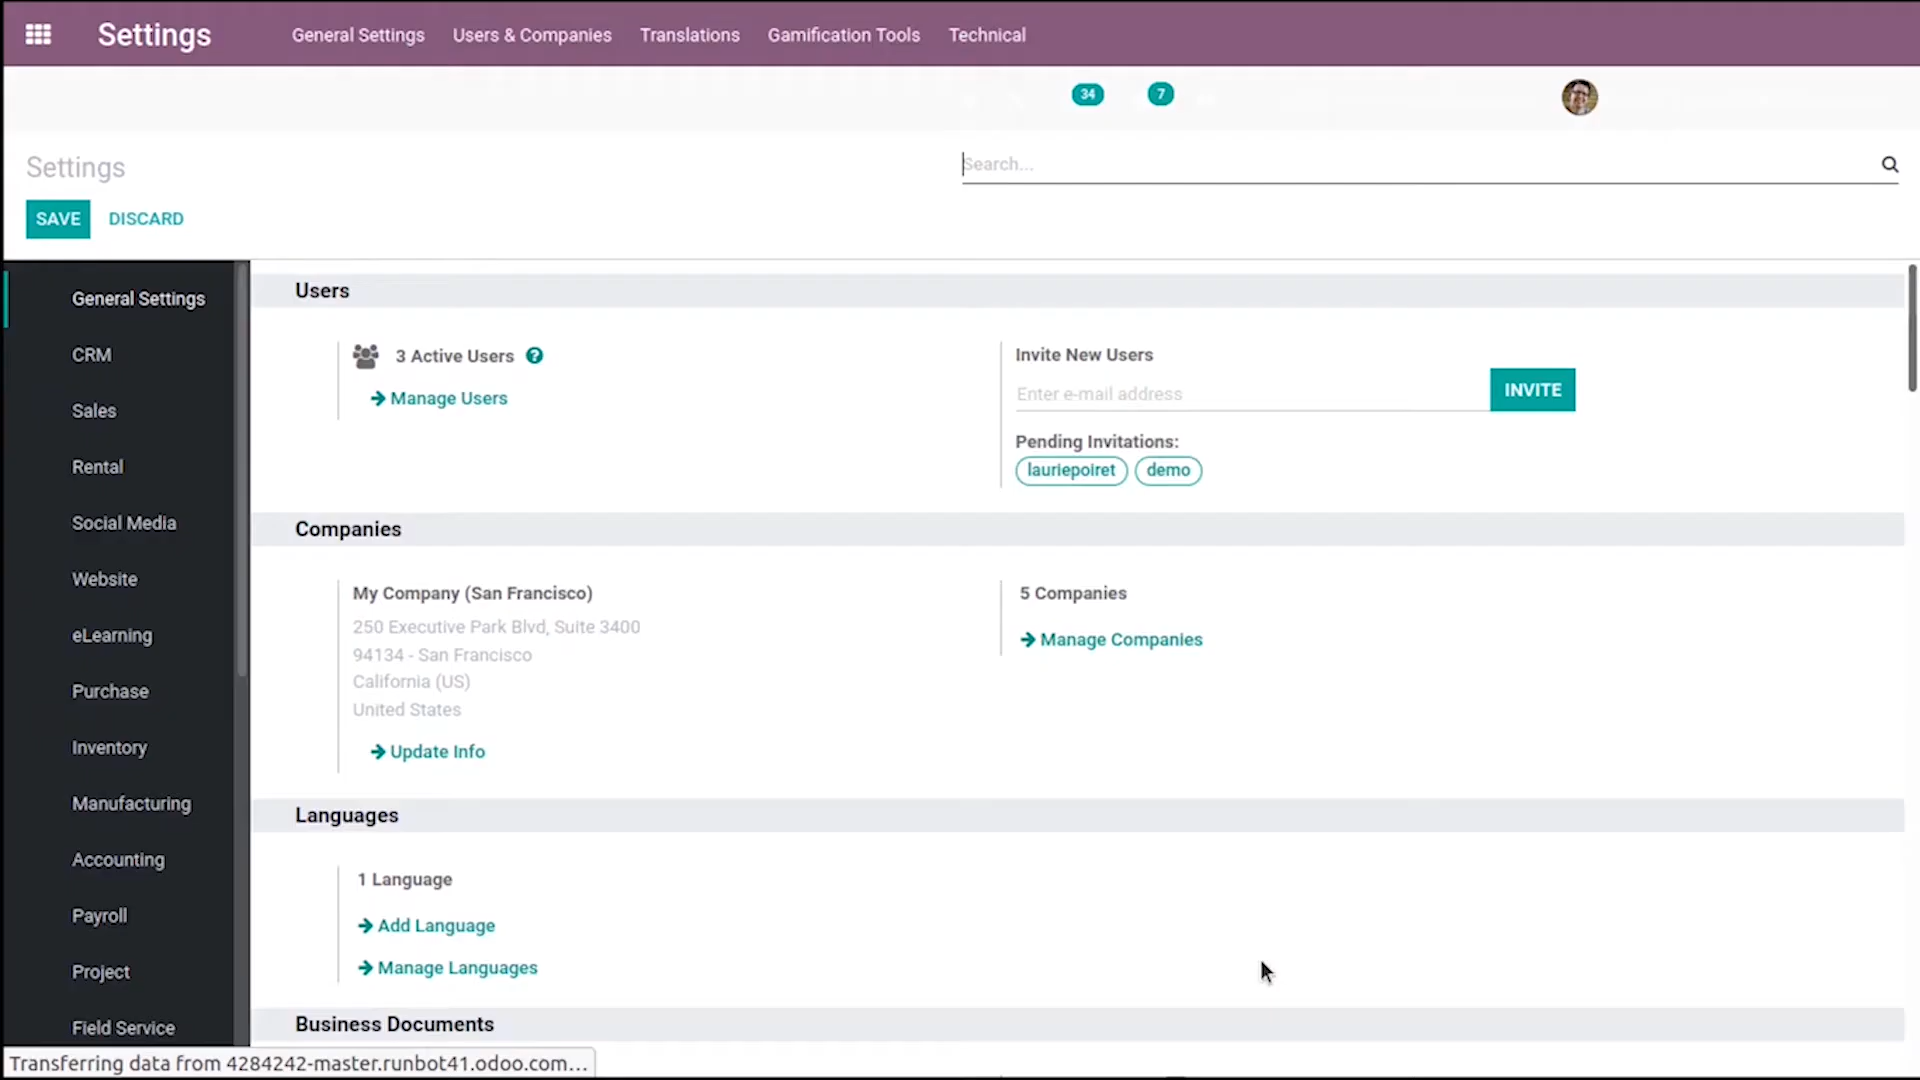 Settings
General Settings
Users & Companies
Translations
Gamification Tools
Technical
34
7
Settings
Search...
SAVE
DISCARD
General Settings
CRM
Sales
Rental
Social Media
Website
eLearning
Purchase
Inventory
Manufacturing
Accounting
Payroll
Project
Field Service
Users
3 Active Users ?
Manage Users
Invite New Users
Enter e-mail address
INVITE
Pending Invitations:
lauriepoiret
demo
Companies
My Company (San Francisco)
250 Executive Park Blvd, Suite 3400
94134 - San Francisco
California (US)
United States
Update Info
5 Companies
Manage Companies
Languages
1 Language
Add Language
Manage Languages
Business Documents
Transferring data from 4284242-master.runbot41.odoo.com...